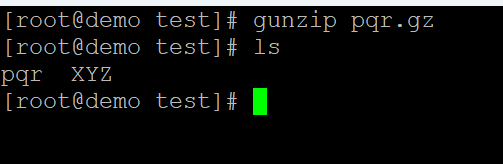 [root@demo test]# gunzip pqr.gz
[root@demo test]# ls
pqr  XYZ
[root@demo test]#